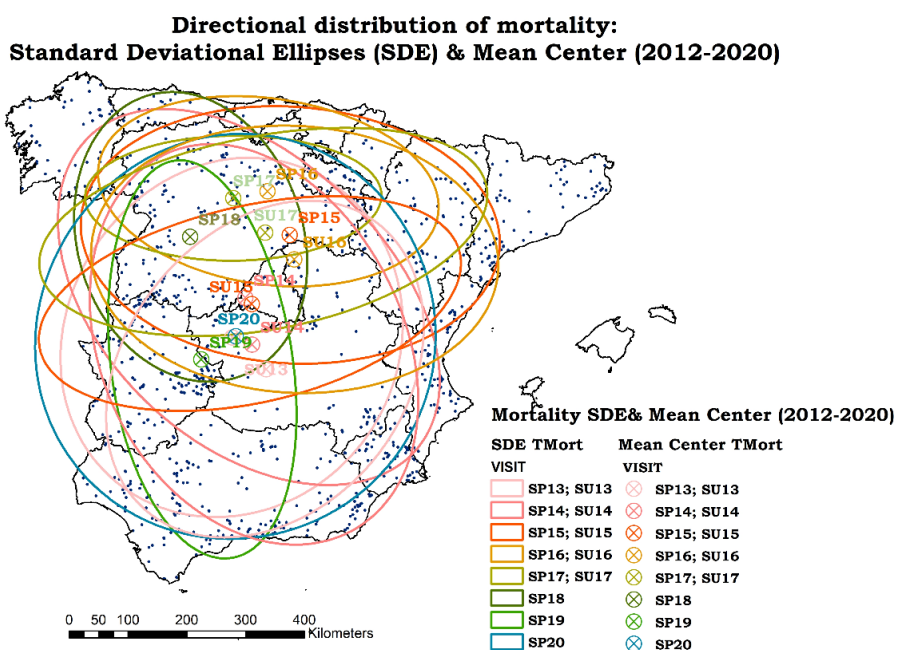 Directional distribution of mortality:
Standard Deviational Ellipses (SDE) & Mean Center (2012-2020)
SP17
SP16
SP18
SU17
SP15
SU16
SU15
SP14
SP20
SU14
SP19
SU13
Mortality SDE& Mean Center (2012-2020)
SDE TMort
Mean Center TMort
VISIT
VISIT
SP13; SU13
SP13; SU13
SP14; SU14
SP14; SU14
SP15; SU15
SP15; SU15
SP16; SU16
SP16; SU16
SP17; SU17
SP17; SU17
SP18
SP18
SP19
SP19
SP20
SP20
0 50 100 200 300 400
Kilometers